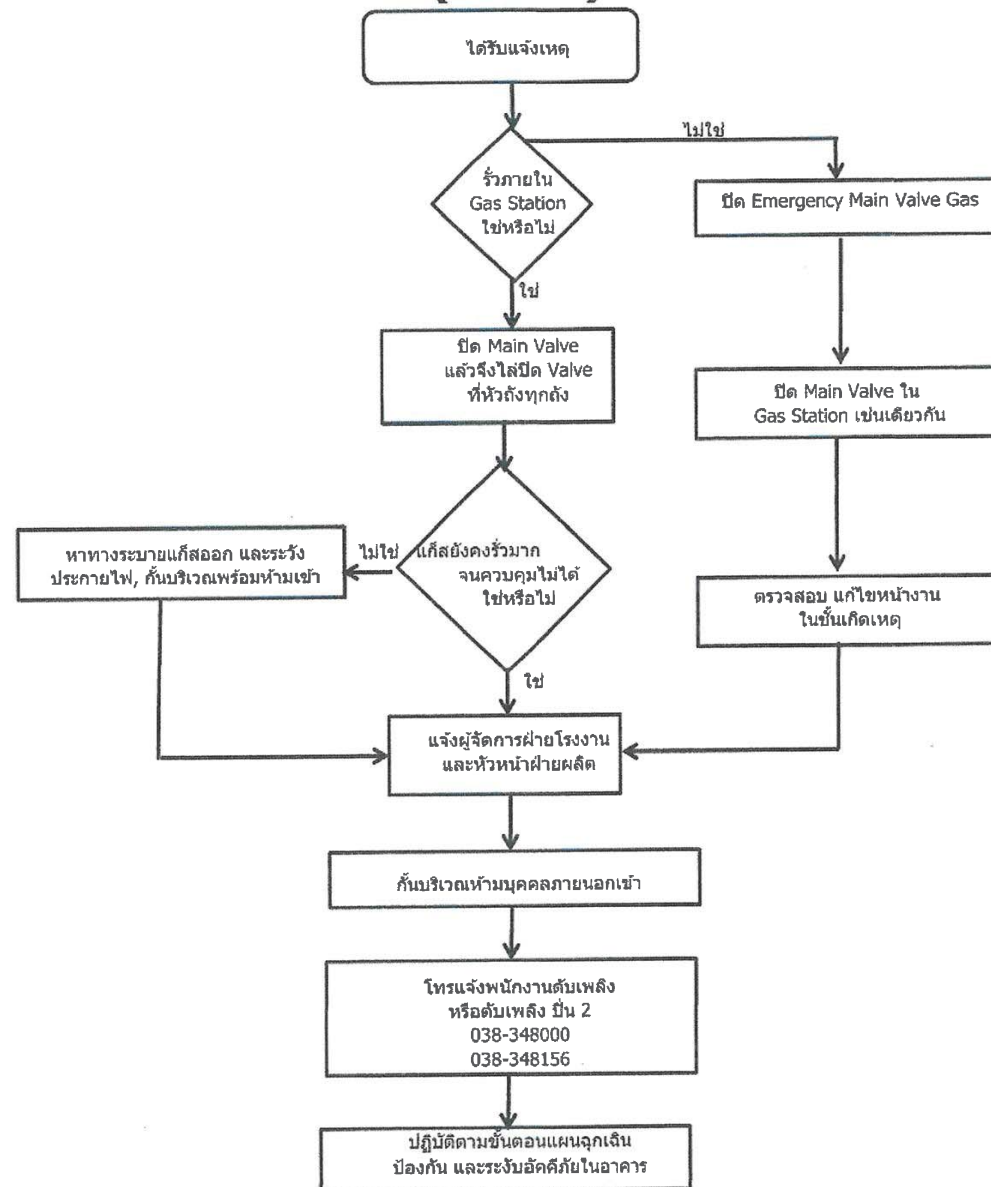 ได้รับแจ้งเหตุ
ไม่ใช่
รั่วภายใน
Gas Station
ใช่หรือไม่
ปิด Emergency Main Valve Gas
ใช่
ปิด Main Valve
แล้วจึงไล่ปิด Valve
ที่หัวถังทุกถัง
ปิด Main Valve ใน
Gas Station เช่นเดียวกัน
หาทางระบายแก็สออก และระวัง
ประกายไฟ, กั้นบริเวณพร้อมห้ามเข้า
ไม่ใช่
แก็สยังคงรั่วมาก
จนควบคุมไม่ได้
ใช่หรือไม่
ตรวจสอบ แก้ไขหน้างาน
ในชั้นเกิดเหตุ
ใช่
แจ้งผู้จัดการฝ่ายโรงงาน
และหัวหน้าฝ่ายผลิต
กั้นบริเวณห้ามบุคคลภายนอกเข้า
โทรแจ้งพนักงานดับเพลิง
หรือดับเพลิง ปิ่น 2
038-348000
038-348156
ปฏิบัติตามขั้นตอนแผนฉุกเฉิน
ป้องกัน และระงับอัคคีภัยในอาคาร